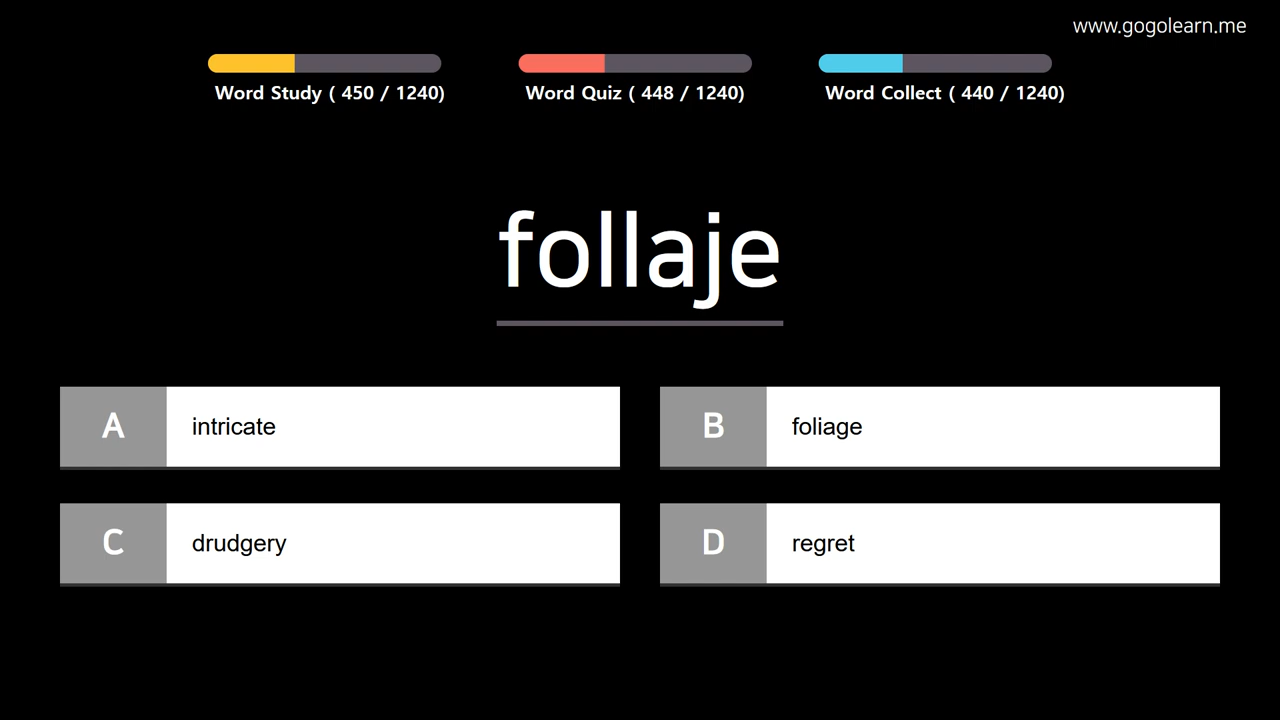 www.gogolearn.me
Word Study ( 450 / 1240)
Word Quiz ( 448 / 1240)
Word Collect ( 440 / 1240)
follaje
A intricate
B foliage
C drudgery
D regret